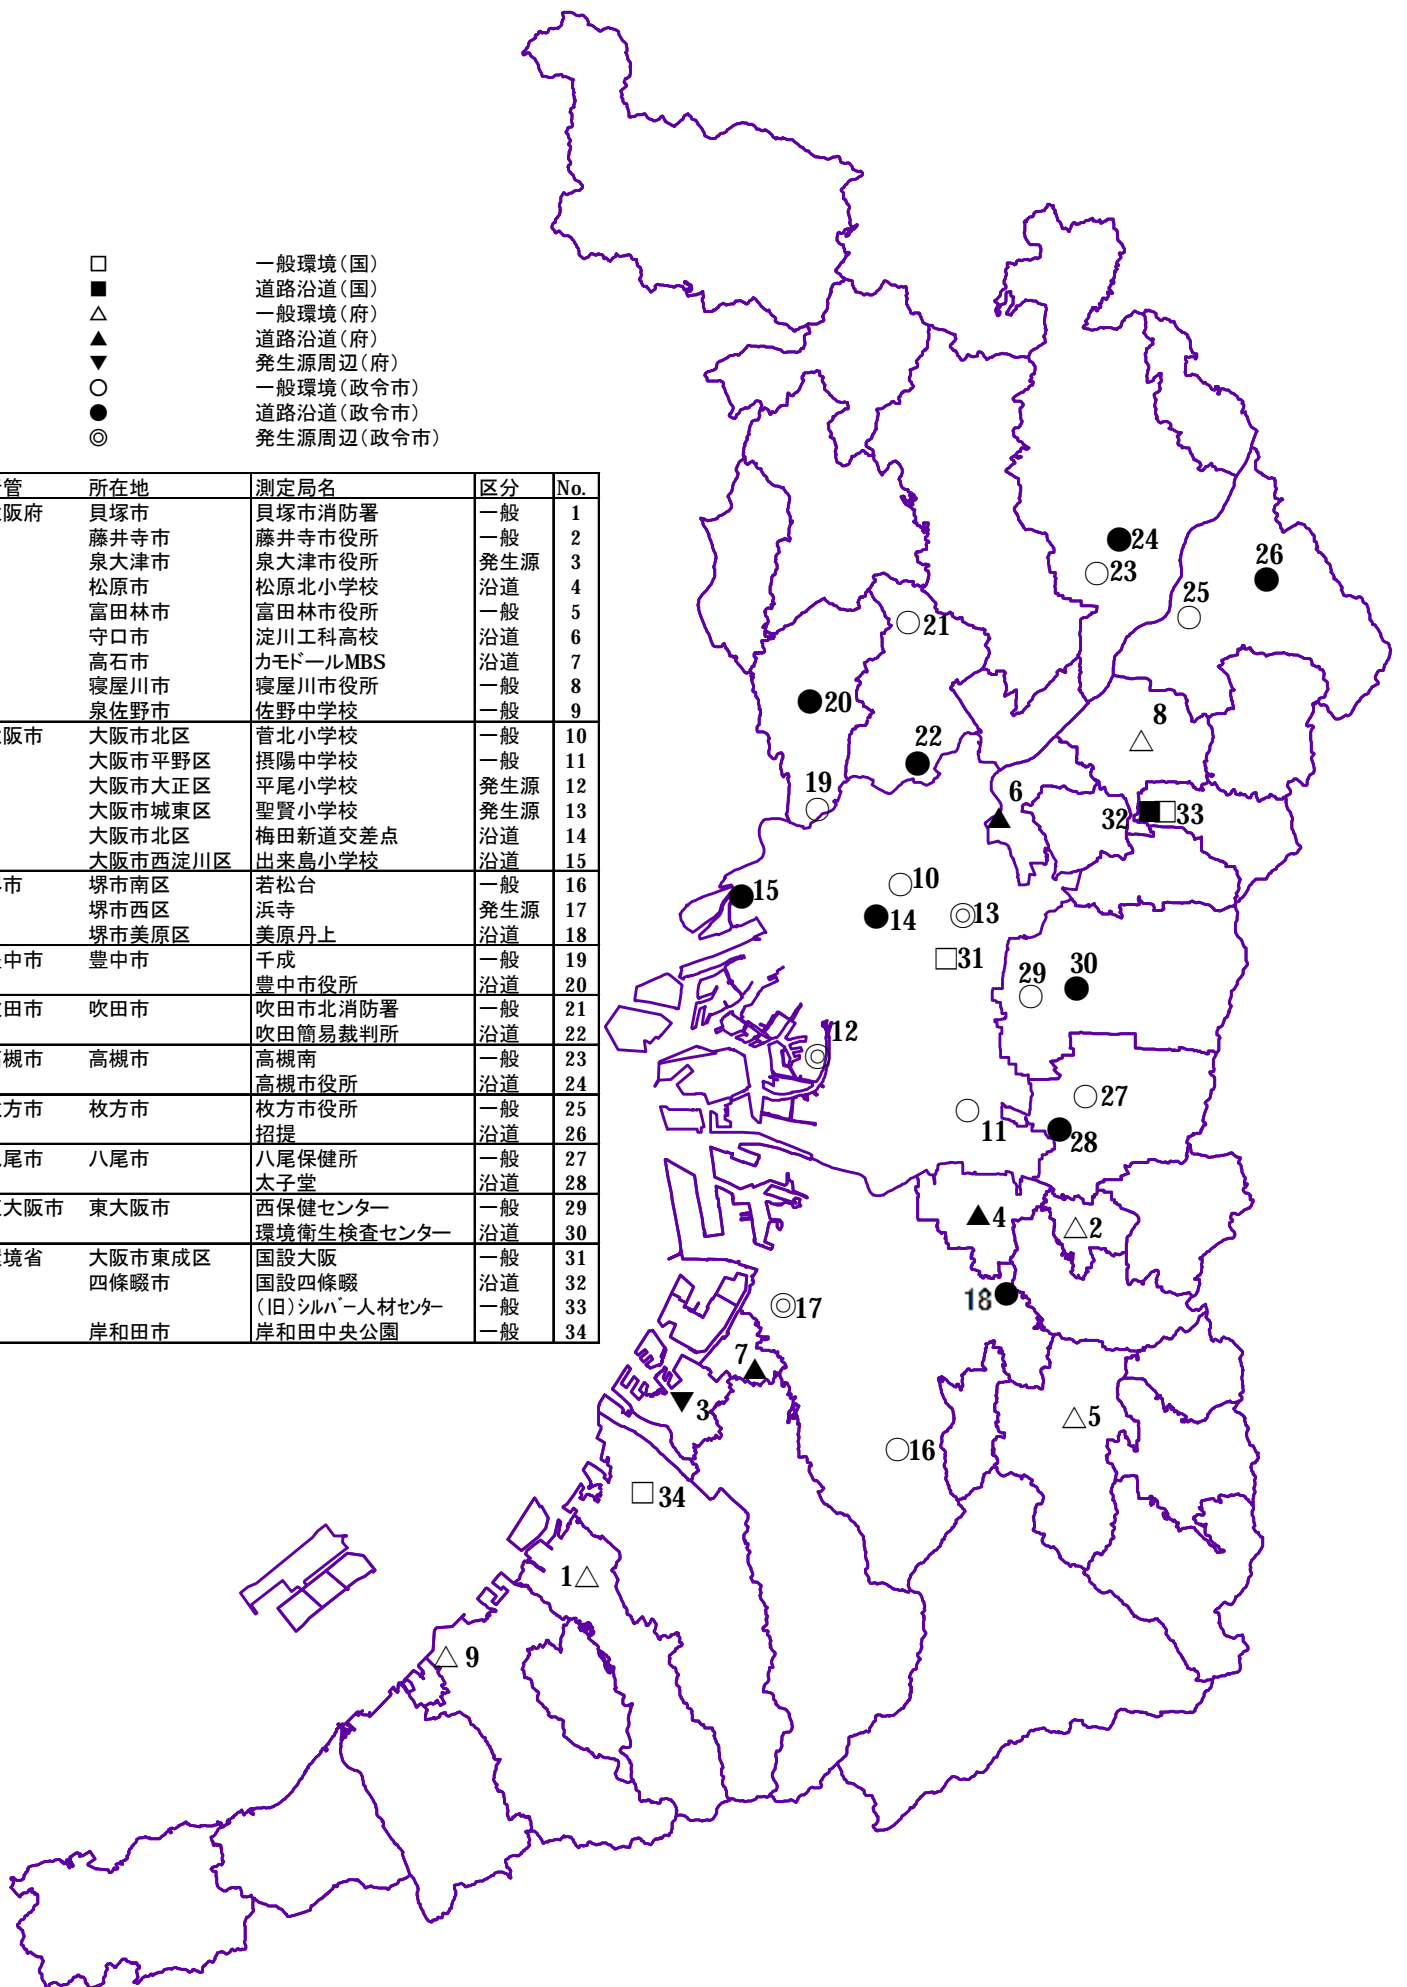 □ 一般環境(国)
■ 道路沿道(国)
△ 一般環境(府)
▲ 道路沿道(府)
▼ 発生源周辺(府)
○ 一般環境(政令市)
● 道路沿道(政令市)
◎ 発生源周辺(政令市)
管 所在地 測定局名 区分 No.
阪府 貝塚市 貝塚市消防署 一般 1
藤井寺市 藤井寺市役所 一般 2
泉大津市 泉大津市役所 発生源 3
松原市 松原北小学校 沿道 4
富田林市 富田林市役所 一般 5
守口市 淀川工科高校 沿道 6
高石市 カモドールMBS 沿道 7
寝屋川市 寝屋川市役所 一般 8
泉佐野市 佐野中学校 一般 9
阪市 大阪市北区 菅北小学校 一般 10
大阪市平野区 摂陽中学校 一般 11
大阪市大正区 平尾小学校 発生源 12
大阪市城東区 聖賢小学校 発生源 13
大阪市北区 梅田新道交差点 沿道 14
大阪市西淀川区 出来島小学校 沿道 15
市 堺市南区 若松台 一般 16
堺市西区 浜寺 発生源 17
堺市美原区 美原丹上 沿道 18
中市 豊中市 千成 一般 19
豊中市役所 沿道 20
田市 吹田市 吹田市北消防署 一般 21
吹田簡易裁判所 沿道 22
槻市 高槻市 高槻南 一般 23
高槻市役所 沿道 24
方市 枚方市 枚方市役所 一般 25
招提 沿道 26
尾市 八尾市 八尾保健所 一般 27
太子堂 沿道 28
大阪市 東大阪市 西保健センター 一般 29
環境衛生検査センター 沿道 30
境省 大阪市東成区 国設大阪 一般 31
四條畷市 国設四條畷 沿道 32
(旧)シルバー人材センター 一般 33
岸和田市 岸和田中央公園 一般 34
24
26
23
25
21
20
8
22
19
6
32
33
10
15
13
14
31
30
29
12
27
11
28
4
2
18
17
7
3
5
16
34
1
9